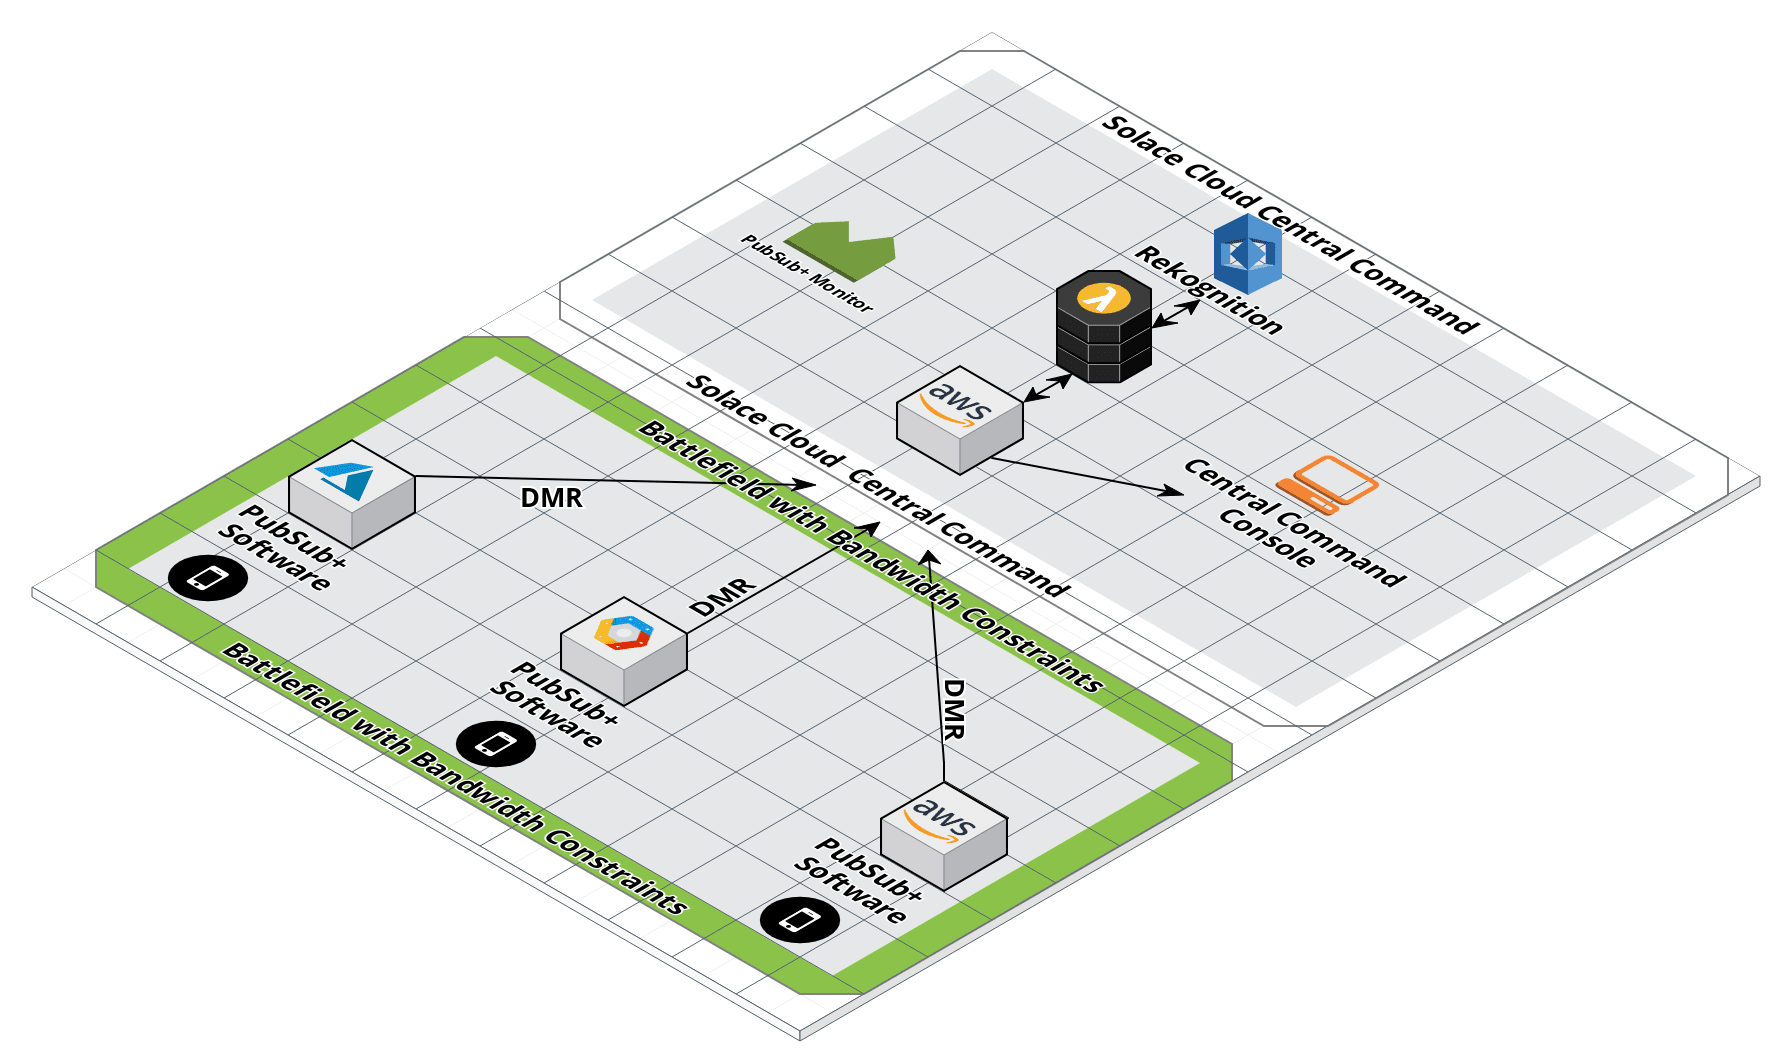 Solace Cloud Central Command
PubSub+ Monitor
Rekognition
λ
aws
Central Command
Console
Solace Cloud Central Command
Battlefield with Bandwidth Constraints
DMR
PubSub+
Software
DMR
PubSub+
Software
DMR
aws
PubSub+
Software
Battlefield with Bandwidth Constraints